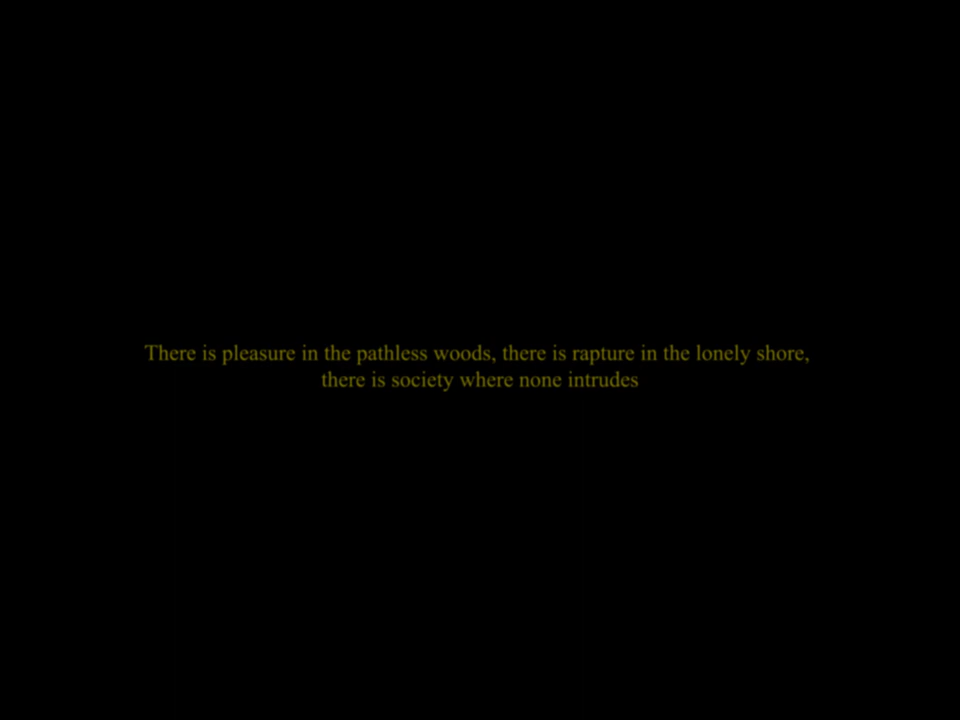 There is pleasure in the pathless woods, there is rapture in the lonely shore,
there is society where none intrudes